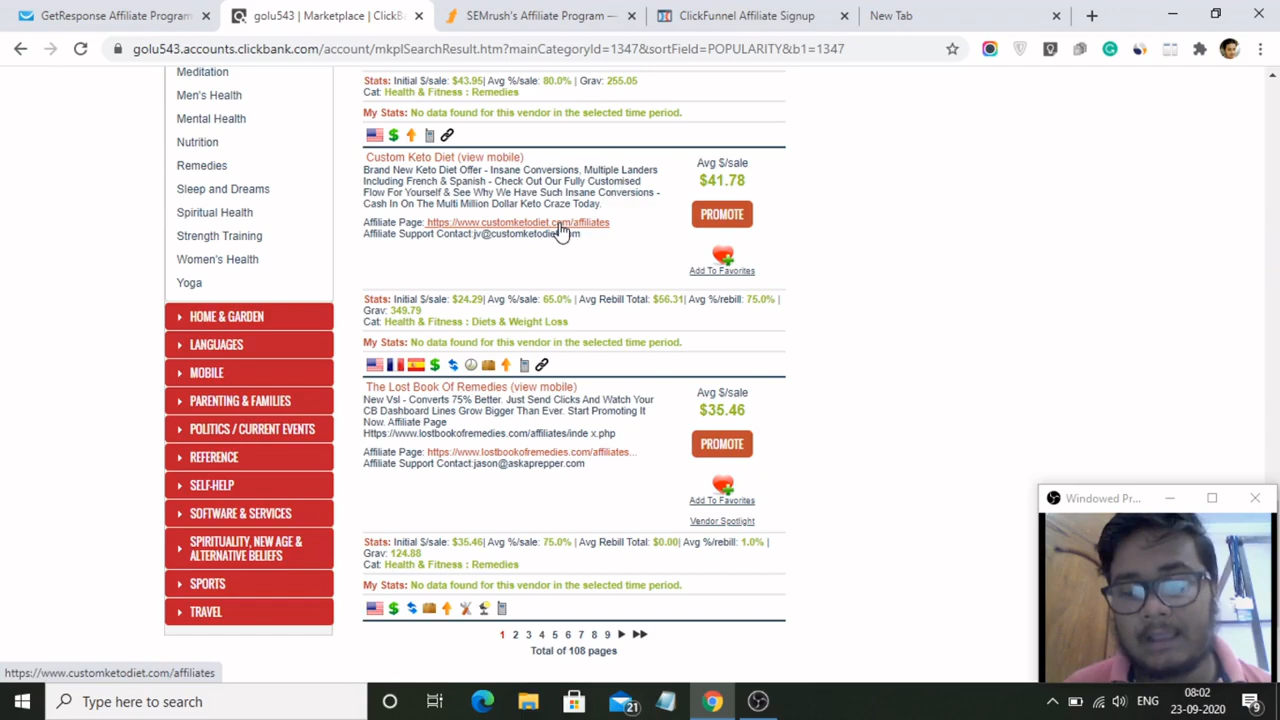 GetResponse Affiliate Program
golu543 | Marketplace | ClickB
SEMrush's Affiliate Program —
ClickFunnel Affiliate Signup
New Tab
golu543.accounts.clickbank.com/account/mkplSearchResult.htm?mainCategoryId=1347&sortField=POPULARITY&b1=1347
Meditation
Men's Health
Mental Health
Nutrition
Remedies
Sleep and Dreams
Spiritual Health
Strength Training
Women's Health
Yoga
HOME & GARDEN
LANGUAGES
MOBILE
PARENTING & FAMILIES
POLITICS / CURRENT EVENTS
REFERENCE
SELF-HELP
SOFTWARE & SERVICES
SPIRITUALITY, NEW AGE &
ALTERNATIVE BELIEFS
SPORTS
TRAVEL
Stats: Initial $/sale: $43.95| Avg %/sale: 80.0% | Grav: 255.05
Cat: Health & Fitness : Remedies
My Stats: No data found for this vendor in the selected time period.
Custom Keto Diet (view mobile)
Brand New Keto Diet Offer - Insane Conversions, Multiple Landers
Including French & Spanish - Check Out Our Fully Customised
Flow For Yourself & See Why We Have Such Insane Conversions -
Cash In On The Multi Million Dollar Keto Craze Today.
Affiliate Page: https://www.customketodiet.com/affiliates
Affiliate Support Contact:jv@customketodiet.com
Avg $/sale
$41.78
PROMOTE
Add To Favorites
Stats: Initial $/sale: $24.29| Avg %/sale: 65.0% | Avg Rebill Total: $56.31| Avg %/rebill: 75.0% |
Grav: 349.79
Cat: Health & Fitness : Diets & Weight Loss
My Stats: No data found for this vendor in the selected time period.
The Lost Book Of Remedies (view mobile)
New Vsl - Converts 75% Better. Just Send Clicks And Watch Your
CB Dashboard Lines Grow Bigger Than Ever. Start Promoting It
Now. Affiliate Page
Https://www.lostbookofremedies.com/affiliates/inde x.php
Affiliate Page: https://www.lostbookofremedies.com/affiliates...
Affiliate Support Contact:jason@askaprepper.com
Avg $/sale
$35.46
PROMOTE
Add To Favorites
Vendor Spotlight
Stats: Initial $/sale: $35.46| Avg %/sale: 75.0% | Avg Rebill Total: $0.00| Avg %/rebill: 1.0% |
Grav: 124.88
Cat: Health & Fitness : Remedies
My Stats: No data found for this vendor in the selected time period.
1 2 3 4 5 6 7 8 9
Total of 108 pages
Windowed Pr...
https://www.customketodiet.com/affiliates
Type here to search
21
ENG
08:02
23-09-2020
9